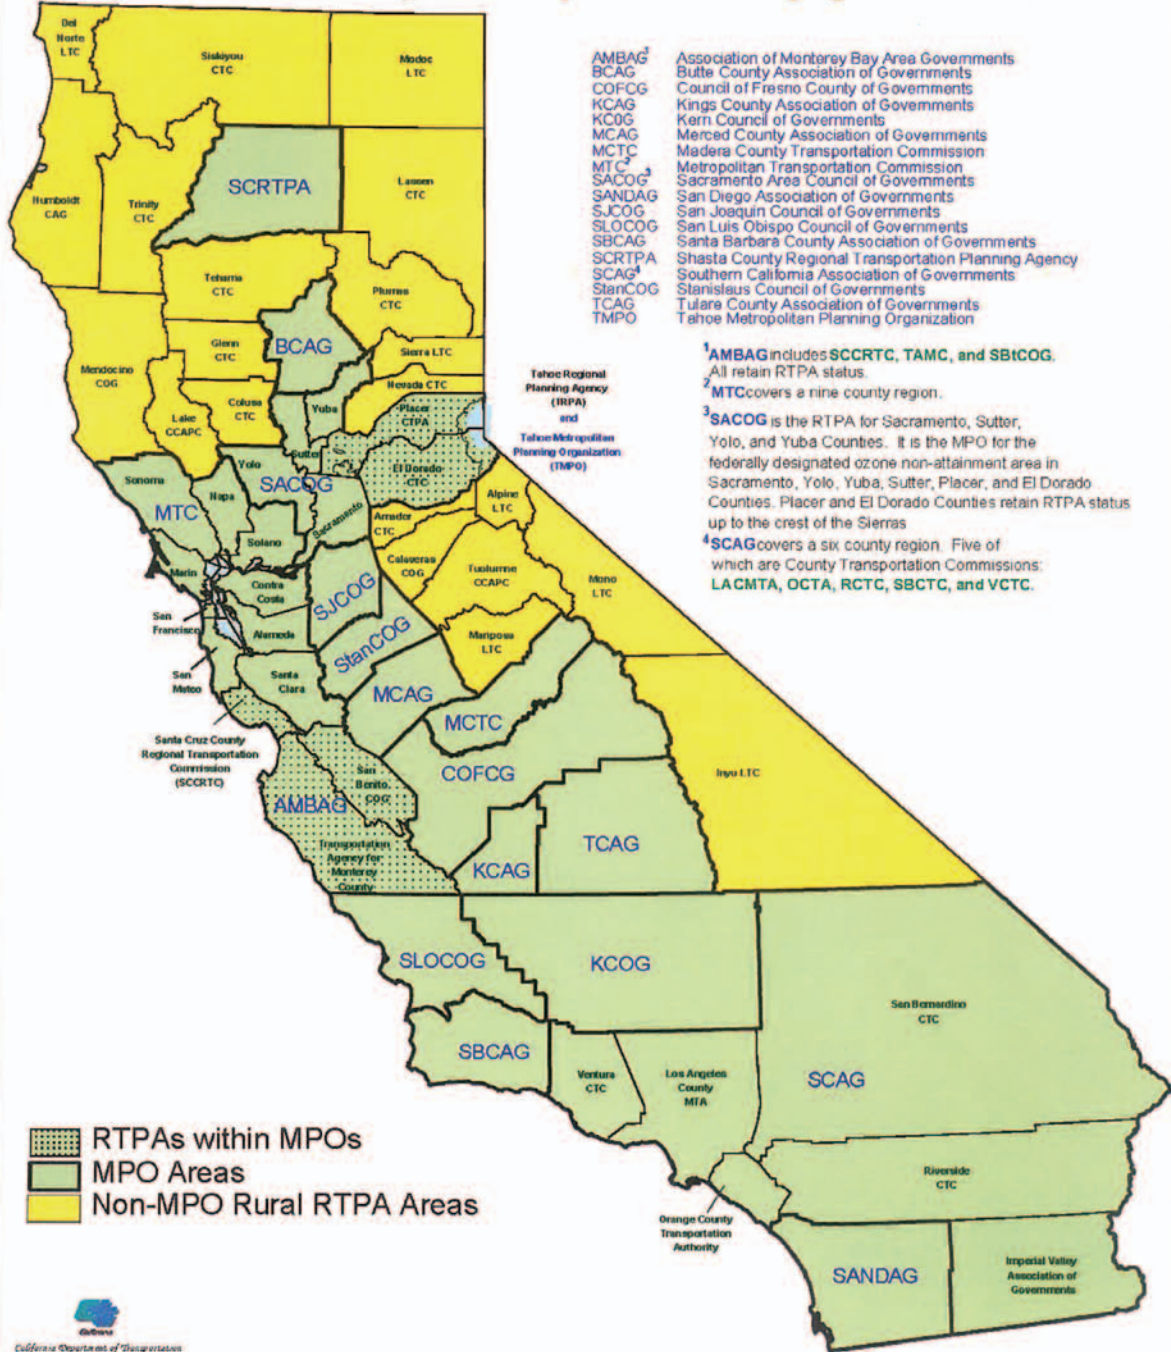 Del
Norte
LTC
Siskiyou
CTC
Modoc
LTC
Humboldt
CAG
Trinity
CTC
SCRTPA
Lassen
CTC
Tehama
CTC
Plumas
CTC
Mendocino
COG
Glenn
CTC
BCAG
Sierra LTC
Nevada CTC
Lake
CCAPC
Colusa
CTC
Yuba
Placer
CTPA
Sutter
El Dorado
CTC
Sonoma
Napa
Yolo
SACOG
Sacramento
MTC
Solano
Marin
Contra
Costa
San
Francisco
Alameda
San
Mateo
Santa
Clara
Amador
CTC
Alpine
LTC
Calaveras
COG
Tuolumne
CCAPC
Mono
LTC
SJCOG
StanCOG
Mariposa
LTC
MCAG
MCTC
Santa Cruz County
Regional Transportation
Commission
(SCCRTC)
San
Benito
COG
AMBAG
Transportation
Agency for
Monterey
County
COFCG
Inyo LTC
KCAG
TCAG
SLOCOG
KCOG
SBCAG
Ventura
CTC
Los Angeles
County
MTA
San Bernardino
CTC
SCAG
Riverside
CTC
Orange County
Transportation
Authority
SANDAG
Imperial Valley
Association of
Governments
Tahoe Regional
Planning Agency
(TRPA)
and
Tahoe Metropolitan
Planning Organization
(TMPO)
AMBAG1 Association of Monterey Bay Area Governments
BCAG Butte County Association of Governments
COFCG Council of Fresno County of Governments
KCAG Kings County Association of Governments
KCOG Kern Council of Governments
MCAG Merced County Association of Governments
MCTC Madera County Transportation Commission
MTC2 Metropolitan Transportation Commission
SACOG3 Sacramento Area Council of Governments
SANDAG San Diego Association of Governments
SJCOG San Joaquin Council of Governments
SLOCOG San Luis Obispo Council of Governments
SBCAG Santa Barbara County Association of Governments
SCRTPA Shasta County Regional Transportation Planning Agency
SCAG4 Southern California Association of Governments
StanCOG Stanislaus Council of Governments
TCAG Tulare County Association of Governments
TMPO Tahoe Metropolitan Planning Organization
1AMBAG includes SCCRTC, TAMC, and SBtCOG.
All retain RTPA status.
2MTC covers a nine county region.
3SACOG is the RTPA for Sacramento, Sutter,
Yolo, and Yuba Counties. It is the MPO for the
federally designated ozone non-attainment area in
Sacramento, Yolo, Yuba, Sutter, Placer, and El Dorado
Counties. Placer and El Dorado Counties retain RTPA status
up to the crest of the Sierras
4SCAG covers a six county region. Five of
which are County Transportation Commissions:
LACMTA, OCTA, RCTC, SBCTC, and VCTC.
RTPAs within MPOs
MPO Areas
Non-MPO Rural RTPA Areas
Caltrans
California Department of Transportation